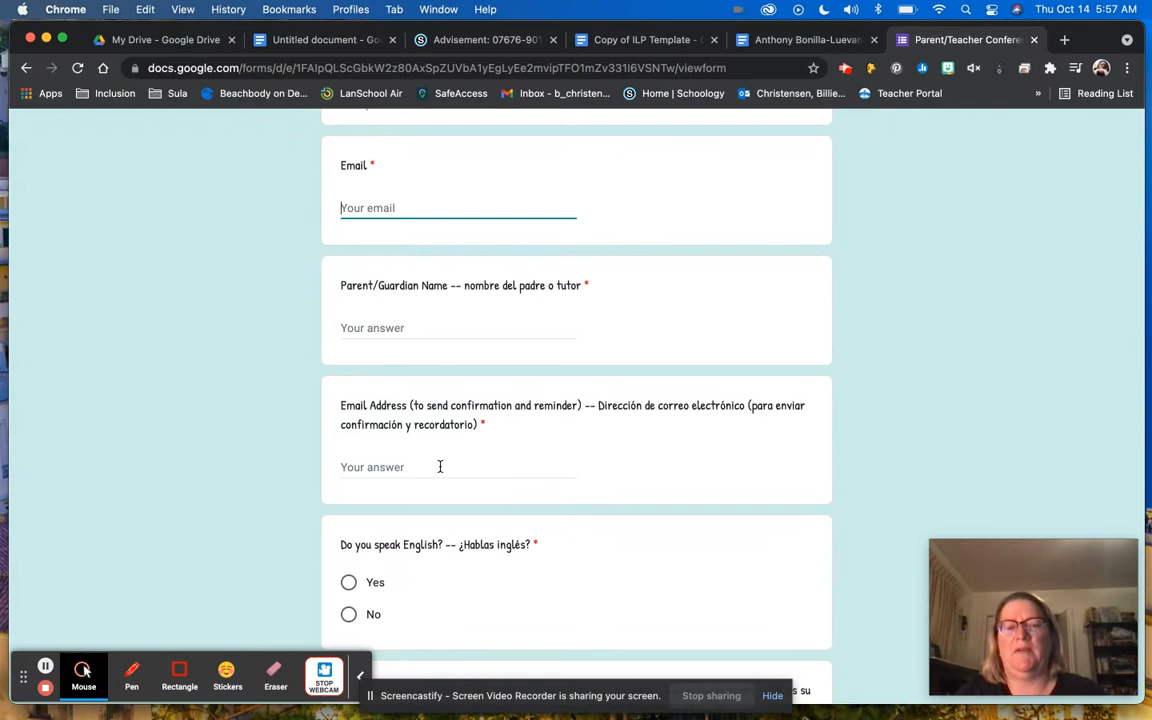 Chrome File Edit View History Bookmarks Profiles Tab Window Help Thu Oct 14 5:57 AM
My Drive - Google Drive Untitled document - Go Advisement: 07676-901 Copy of ILP Template - Anthony Bonilla-Luevan Parent/Teacher Confere
docs.google.com/forms/d/e/1FAIpQLScGbkW2z80AxSpZUVbA1yEgLyEe2mvipTFO1mZv331I6VSNTw/viewform
Apps Inclusion Sula Beachbody on De... LanSchool Air SafeAccess Inbox - b_christen... Home | Schoology Christensen, Billie... Teacher Portal » Reading List
Email *
Your email
Parent/Guardian Name -- nombre del padre o tutor *
Your answer
Email Address (to send confirmation and reminder) -- Dirección de correo electrónico (para enviar
confirmación y recordatorio) *
Your answer
Do you speak English? -- ¿Hablas inglés? *
Yes
No
Mouse Pen Rectangle Stickers Eraser STOP WEBCAM
Screencastify - Screen Video Recorder is sharing your screen. Stop sharing Hide
su